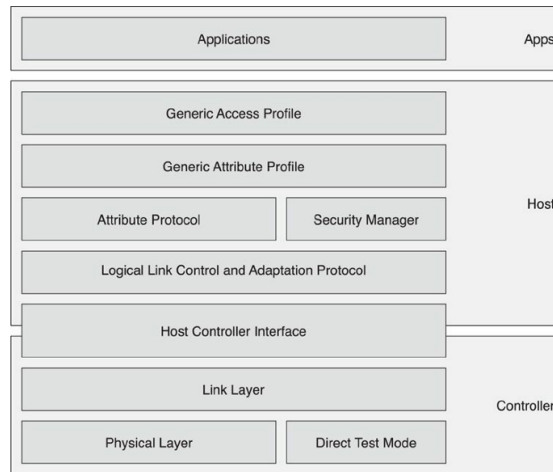 Applications
Apps
Generic Access Profile
Generic Attribute Profile
Attribute Protocol
Security Manager
Host
Logical Link Control and Adaptation Protocol
Host Controller Interface
Link Layer
Controller
Physical Layer
Direct Test Mode